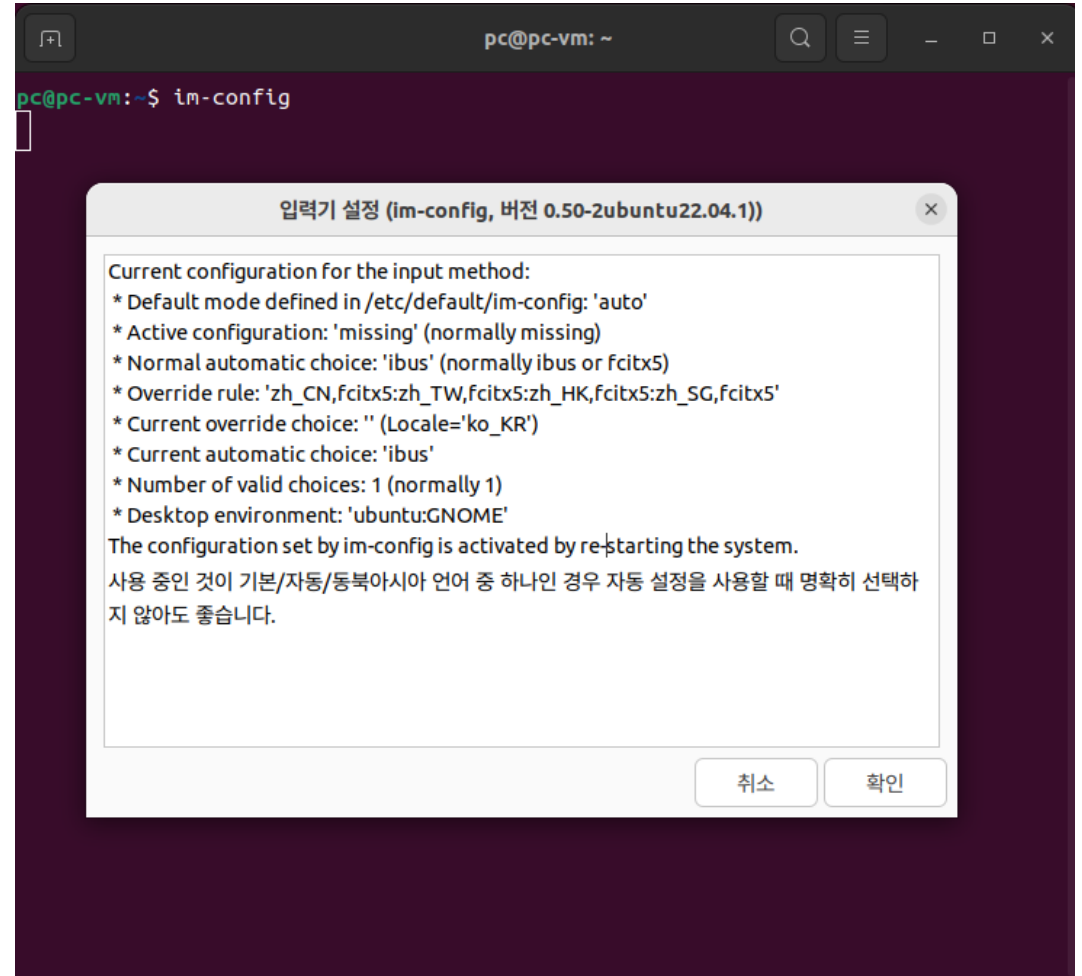 pc@pc-vm: ~
pc@pc-vm:~$ im-config
입력기 설정 (im-config, 버전 0.50-2ubuntu22.04.1))
Current configuration for the input method:
* Default mode defined in /etc/default/im-config: 'auto'
* Active configuration: 'missing' (normally missing)
* Normal automatic choice: 'ibus' (normally ibus or fcitx5)
* Override rule: 'zh_CN,fcitx5:zh_TW,fcitx5:zh_HK,fcitx5:zh_SG,fcitx5'
* Current override choice: '' (Locale='ko_KR')
* Current automatic choice: 'ibus'
* Number of valid choices: 1 (normally 1)
* Desktop environment: 'ubuntu:GNOME'
The configuration set by im-config is activated by re-starting the system.
사용 중인 것이 기본/자동/동북아시아 언어 중 하나인 경우 자동 설정을 사용할 때 명확히 선택하
지 않아도 좋습니다.
취소 확인